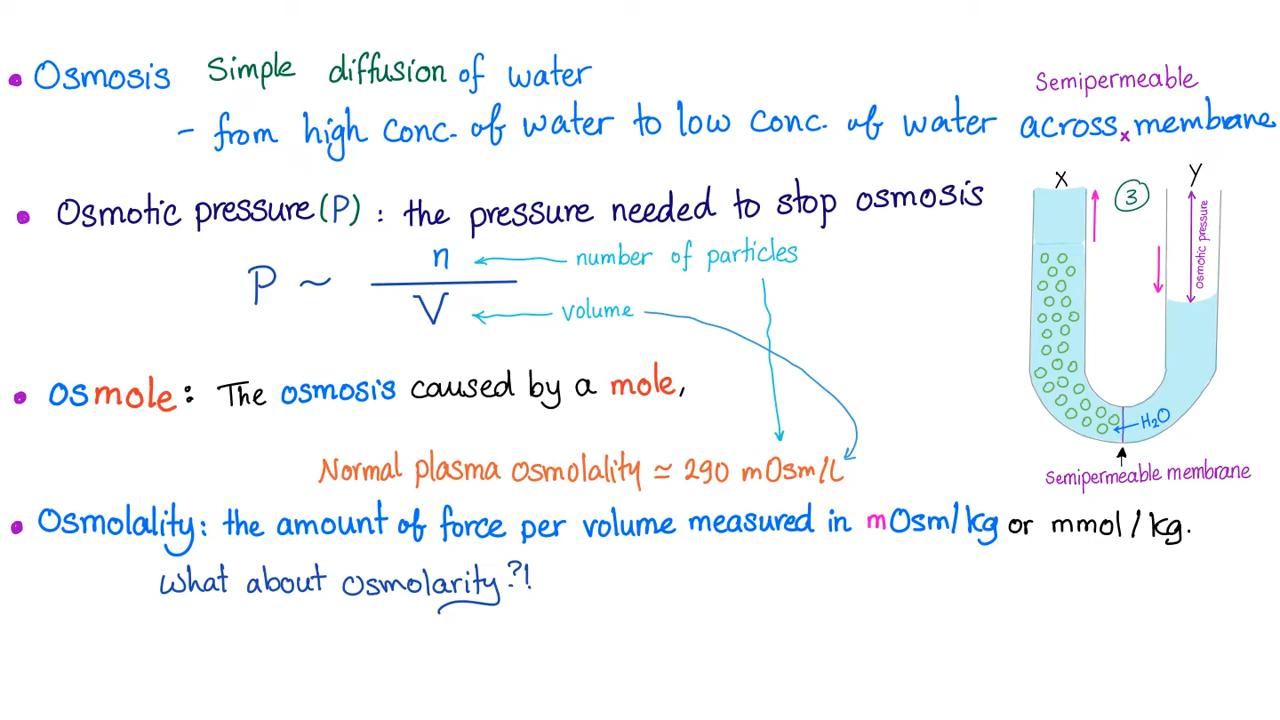 • Osmosis Simple diffusion of water
- from high conc. of water to low conc. of water across x membrane
Semipermeable
• Osmotic pressure (P) : the pressure needed to stop osmosis
P ~ n / V
number of particles
volume
• osmole: The osmosis caused by a mole,
Normal plasma osmolality ≃ 290 mOsm/L
• Osmolality: the amount of force per volume measured in mOsm/kg or mmol/kg.
What about osmolarity?!
X
Y
3
osmotic pressure
H2O
Semipermeable membrane